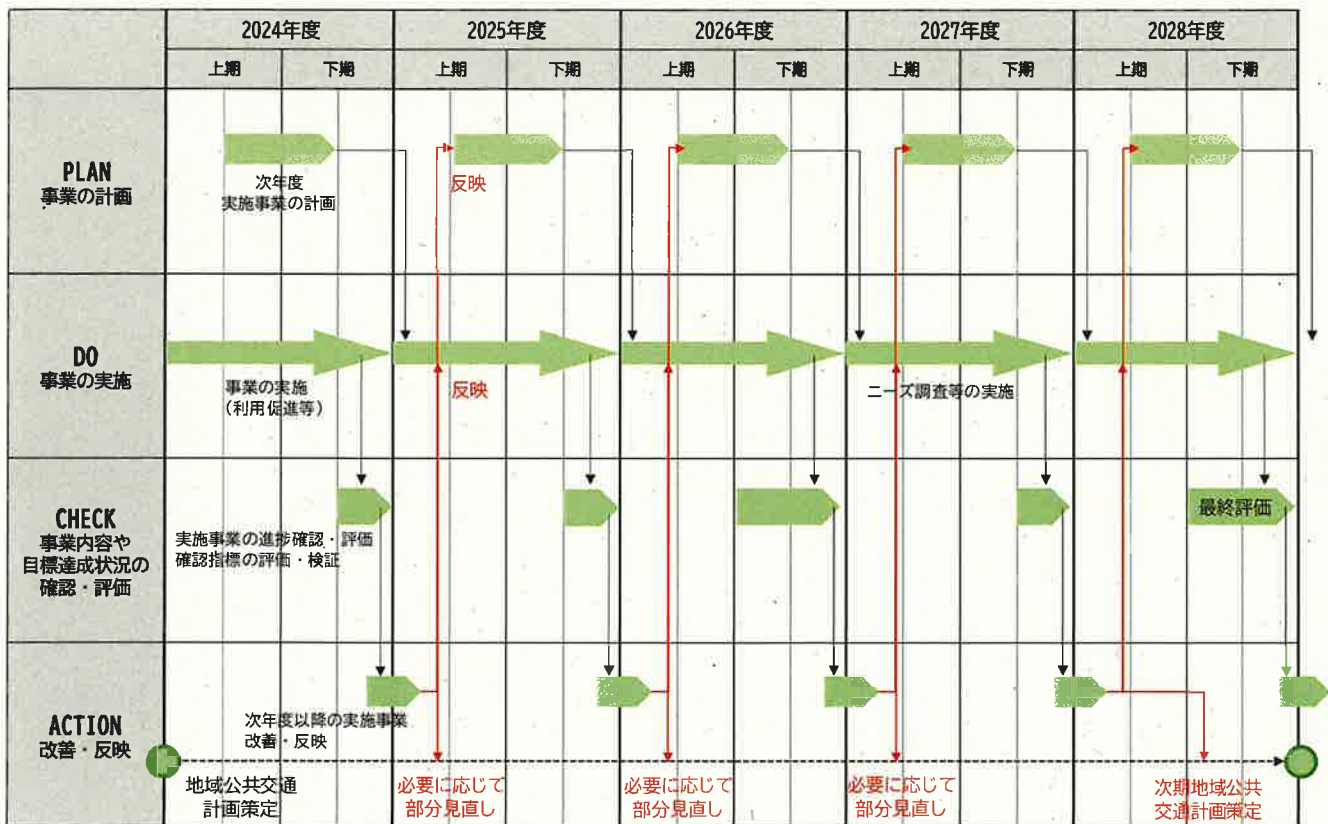 2024年度
2025年度
2026年度
2027年度
2028年度
上期
下期
上期
下期
上期
下期
上期
下期
上期
下期
PLAN
事業の計画
次年度
実施事業の計画
反映
DO
事業の実施
事業の実施
(利用促進等)
反映
ニーズ調査等の実施
CHECK
事業内容や
目標達成状況の
確認・評価
実施事業の進捗確認・評価
確認指標の評価・検証
最終評価
ACTION
改善・反映
次年度以降の実施事業
改善・反映
地域公共交通
計画策定
必要に応じて
部分見直し
必要に応じて
部分見直し
必要に応じて
部分見直し
次期地域公共
交通計画策定